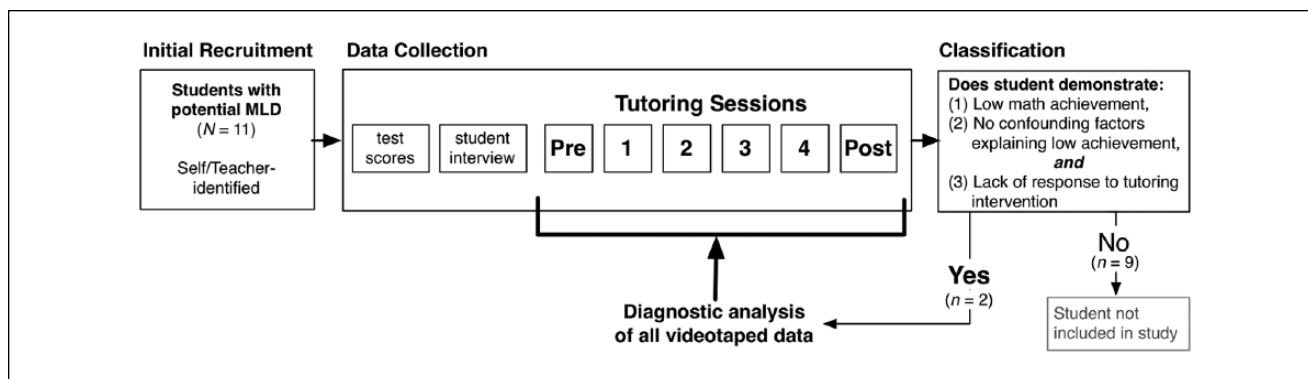 Initial Recruitment
Students with
potential MLD
(N = 11)
Self/Teacher-
identified
Data Collection
Tutoring Sessions
test
scores
student
interview
Pre
1
2
3
4
Post
Classification
Does student demonstrate:
(1) Low math achievement,
(2) No confounding factors
explaining low achievement,
and
(3) Lack of response to tutoring
intervention
Yes
(n = 2)
No
(n = 9)
Diagnostic analysis
of all videotaped data
Student not
included in study